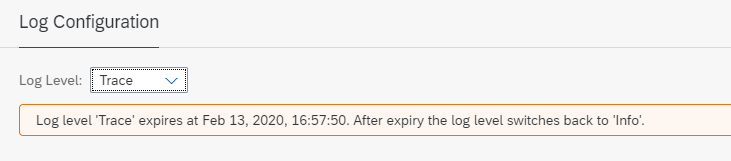 Log Configuration
Log Level: Trace
Log level 'Trace' expires at Feb 13, 2020, 16:57:50. After expiry the log level switches back to 'Info'.